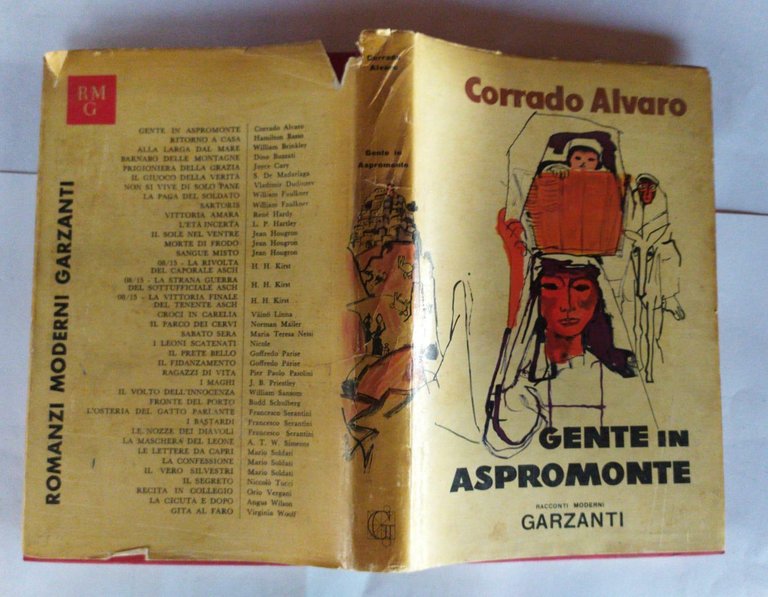 RM
G
ROMANZI MODERNI GARZANTI
GENTE IN ASPROMONTE Corrado Alvaro
RITORNO A CASA Hamilton Basso
ALLA LARGA DAL MARE William Brinkley
BARNABO DELLE MONTAGNE Dino Buzzati
PRIGIONIERA DELLA GRAZIA Joyce Cary
IL GIUOCO DELLA VERITÀ S. De Madariaga
NON SI VIVE DI SOLO PANE Vladimir Dudintev
LA PAGA DEL SOLDATO William Faulkner
SARTORIS William Faulkner
VITTORIA AMARA René Hardy
L'ETÀ INCERTA L. P. Hartley
IL SOLE NEL VENTRE Jean Hougron
MORTE DI FRODO Jean Hougron
SANGUE MISTO Jean Hougron
08/15 - LA RIVOLTA
DEL CAPORALE ASCH H. H. Kirst
08/15 - LA STRANA GUERRA
DEL SOTTUFFICIALE ASCH H. H. Kirst
08/15 - LA VITTORIA FINALE
DEL TENENTE ASCH H. H. Kirst
CROCI IN CARELIA Väinö Linna
IL PARCO DEI CERVI Norman Mailer
SABATO SERA Maria Teresa Nessi
I LEONI SCATENATI Nicole
IL PRETE BELLO Goffredo Parise
IL FIDANZAMENTO Goffredo Parise
RAGAZZI DI VITA Pier Paolo Pasolini
I MAGHI J. B. Priestley
IL VOLTO DELL'INNOCENZA William Sansom
FRONTE DEL PORTO Budd Schulberg
L'OSTERIA DEL GATTO PARLANTE Francesco Serantini
I BASTARDI Francesco Serantini
LE NOZZE DEI DIAVOLI Francesco Serantini
LA MASCHERA DEL LEONE A. T. W. Simeons
LE LETTERE DA CAPRI Mario Soldati
LA CONFESSIONE Mario Soldati
IL VERO SILVESTRI Mario Soldati
IL SEGRETO Niccolò Tucci
RECITA IN COLLEGIO Orio Vergani
LA CICUTA E DOPO Angus Wilson
GITA AL FARO Virginia Woolf
Corrado
Alvaro
Gente in
Aspromonte
G
Corrado Alvaro
GENTE IN
ASPROMONTE
RACCONTI MODERNI
GARZANTI